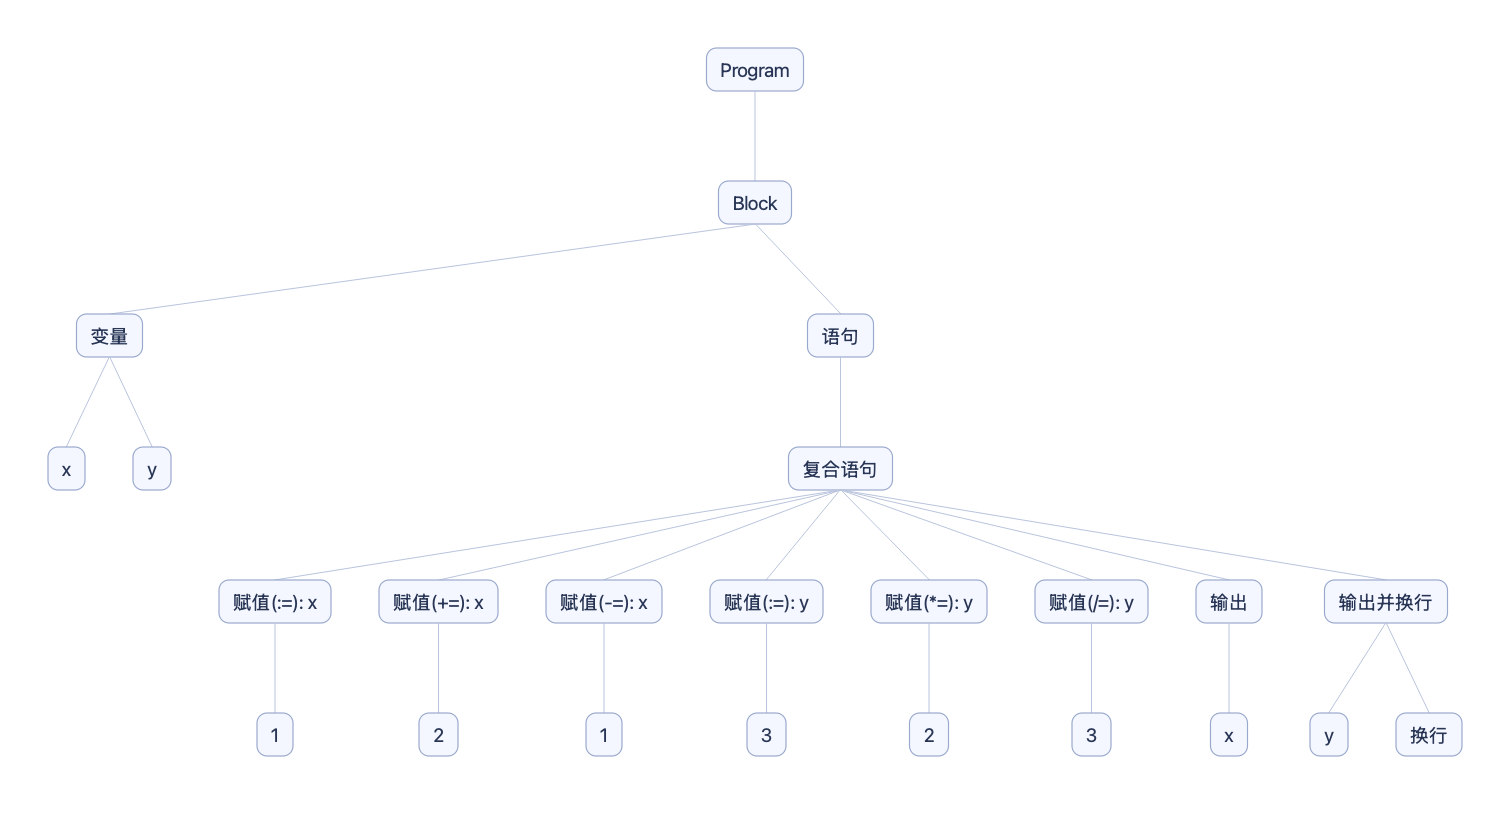 Program
Block
变量
语句
x
y
复合语句
赋值(:=): x
赋值(+=): x
赋值(-=): x
赋值(:=): y
赋值(*=): y
赋值(/=): y
输出
输出并换行
1
2
1
3
2
3
x
y
换行